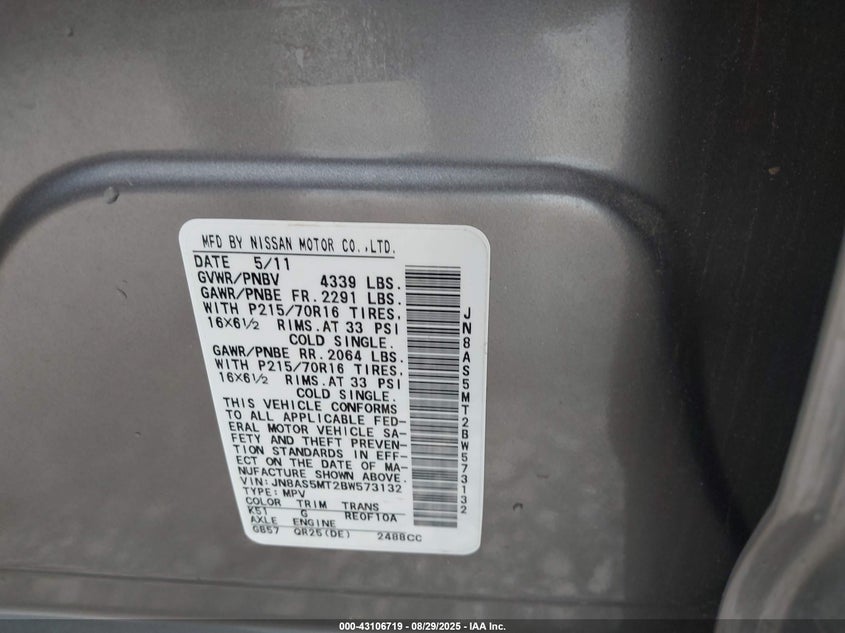 MFD BY NISSAN MOTOR CO.,LTD.
DATE 5/11
GVWR/PNBV 4339 LBS.
GAWR/PNBE FR.2291 LBS.
WITH P215/70R16 TIRES,
16X6½ RIMS.AT 33 PSI
COLD SINGLE.
GAWR/PNBE RR.2064 LBS.
WITH P215/70R16 TIRES,
16X6½ RIMS.AT 33 PSI
COLD SINGLE.
THIS VEHICLE CONFORMS
TO ALL APPLICABLE FED-
ERAL MOTOR VEHICLE SA-
FETY AND THEFT PREVEN-
TION STANDARDS IN EFF-
ECT ON THE DATE OF MA-
NUFACTURE SHOWN ABOVE.
VIN:JN8AS5MT2BW573132
TYPE:MPV
COLOR TRIM TRANS
K51 G RE0F10A
AXLE ENGINE
GB57 QR25(DE) 2488CC
JN8AS5MT2BW573132
000-43106719 - 08/29/2025 - IAA Inc.